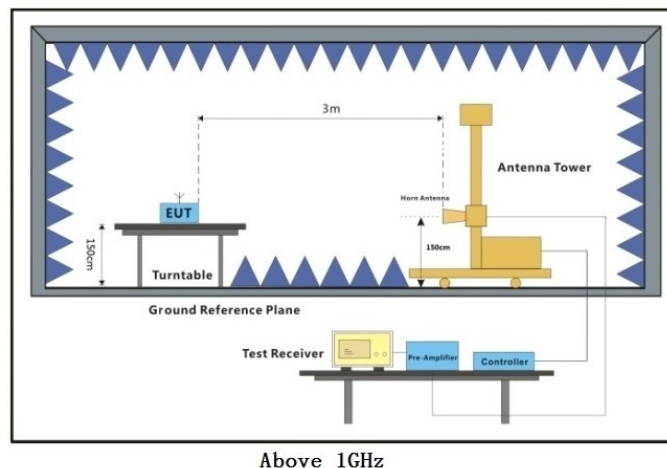 3m
Antenna Tower
Horn Antenna
EUT
150cm
150cm
Turntable
Ground Reference Plane
Test Receiver
Pre-Amplifier
Controller
Above 1GHz